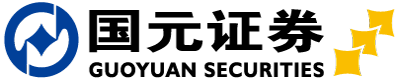 国元证券
GUOYUAN SECURITIES